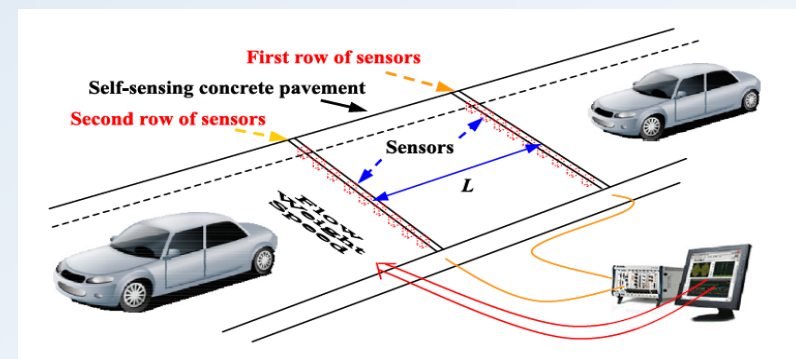 First row of sensors
Self-sensing concrete pavement
Second row of sensors
Sensors
L
Flow
Weight
Speed